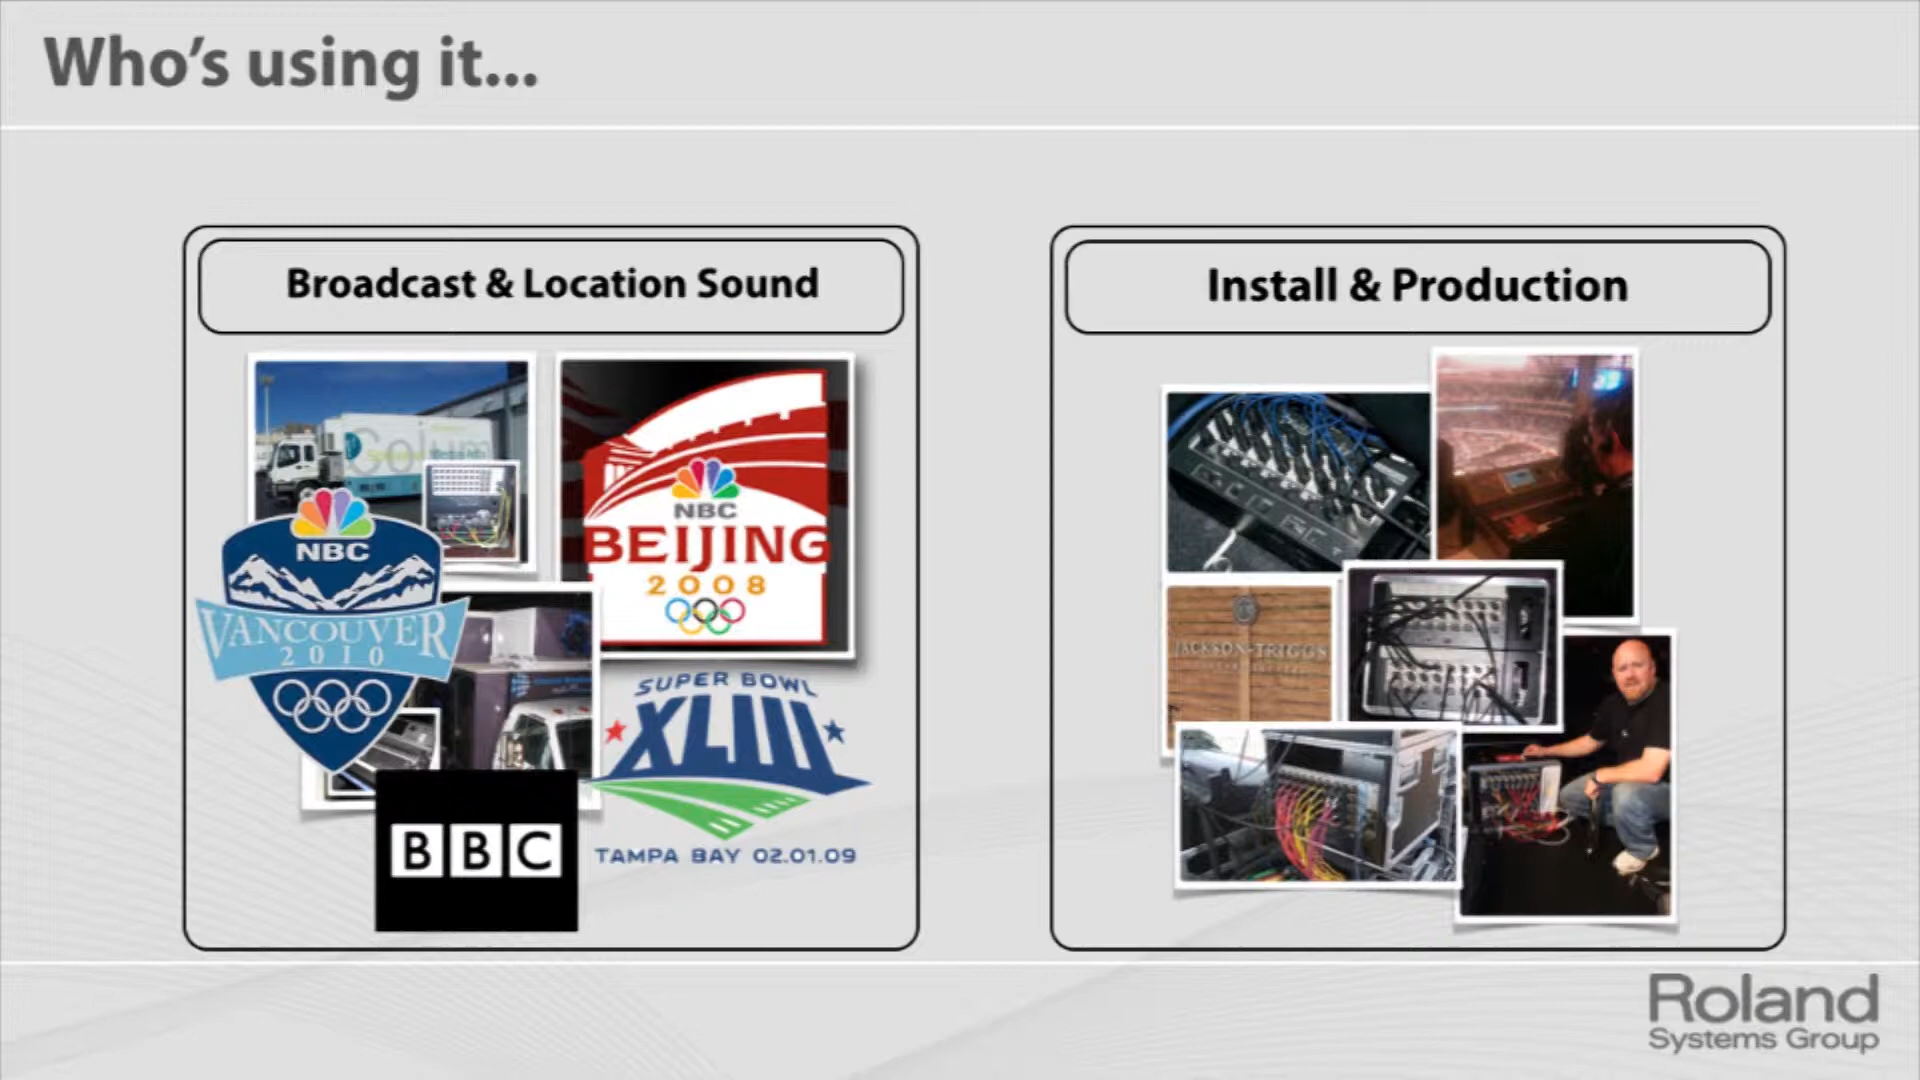 Who's using it...
Broadcast & Location Sound
Install & Production
NBC
BEIJING
2008
NBC
VANCOUVER
2010
SUPER BOWL
XLIII
TAMPA BAY 02.01.09
BBC
JACKSON-TRIGGS
Roland
Systems Group